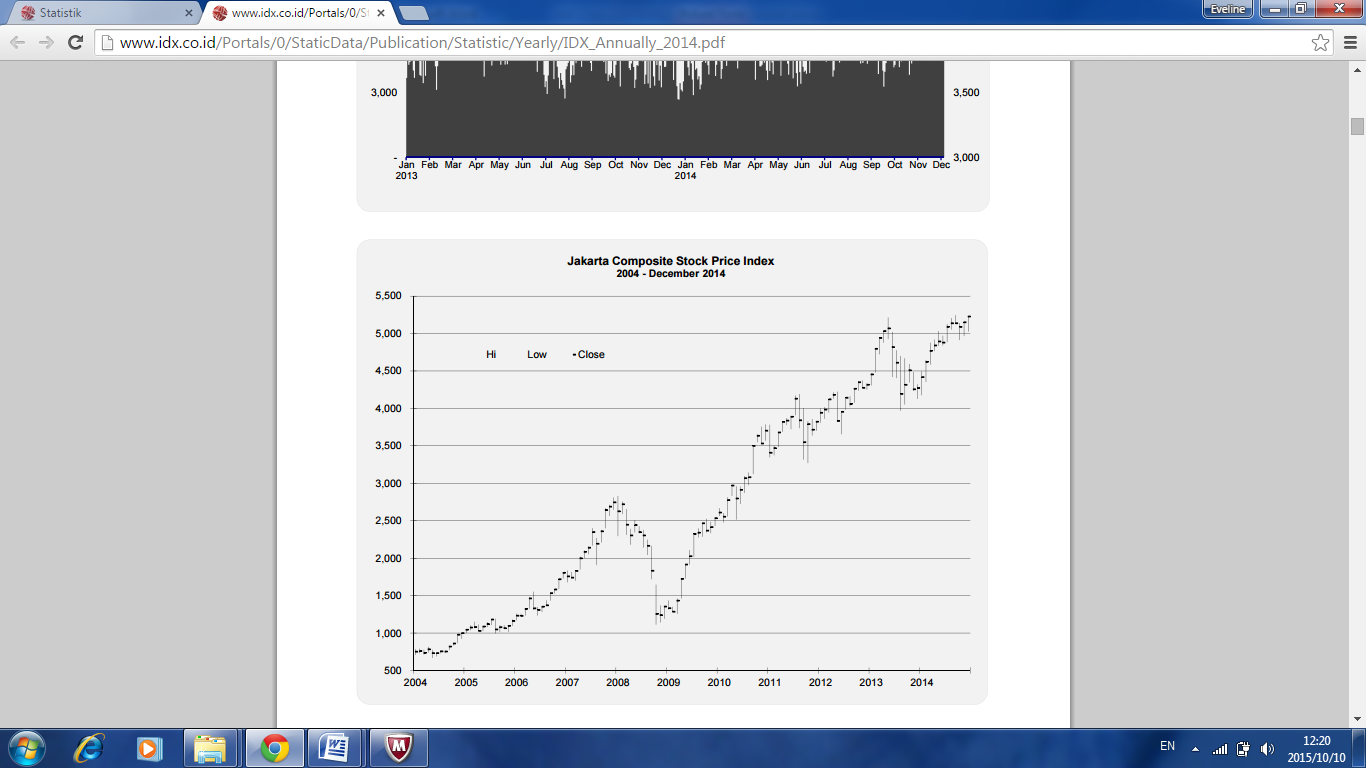 Statistik
www.idx.co.id/Portals/0/St
Eveline
www.idx.co.id/Portals/0/StaticData/Publication/Statistic/Yearly/IDX_Annually_2014.pdf
3,000 3,500
- 3,000
Jan Feb Mar Apr May Jun Jul Aug Sep Oct Nov Dec Jan Feb Mar Apr May Jun Jul Aug Sep Oct Nov Dec
2013 2014
Jakarta Composite Stock Price Index
2004 - December 2014
5,500
5,000
Hi Low Close
4,500
4,000
3,500
3,000
2,500
2,000
1,500
1,000
500
2004 2005 2006 2007 2008 2009 2010 2011 2012 2013 2014
EN
12:20
2015/10/10